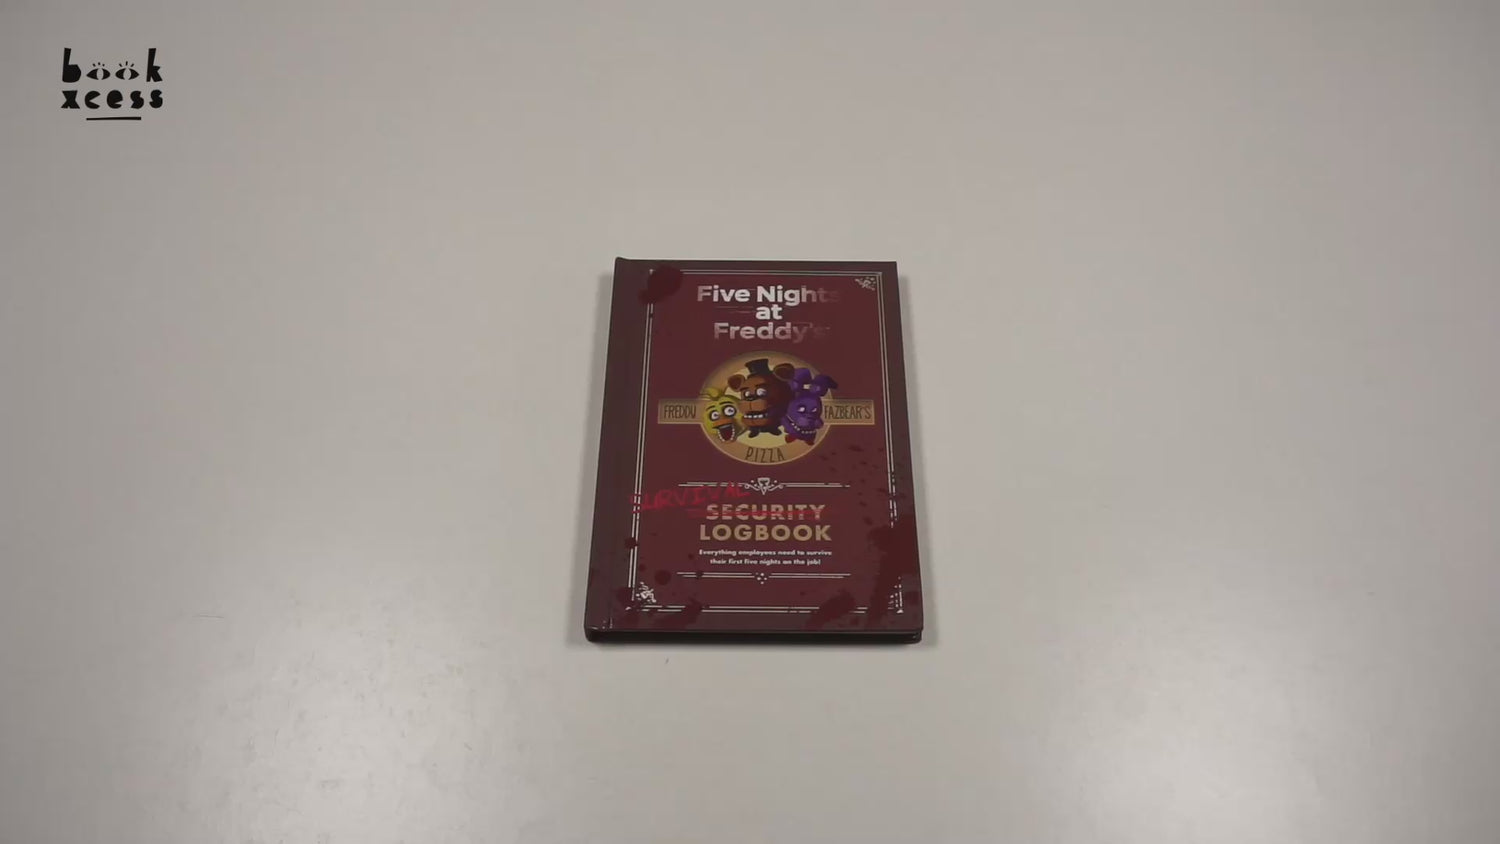 book
xcess
Five Nights
at
Freddy's
FREDDY FAZBEAR'S
PIZZA
SURVIVAL
SECURITY
LOGBOOK
Everything employees need to survive
their first five nights on the job!